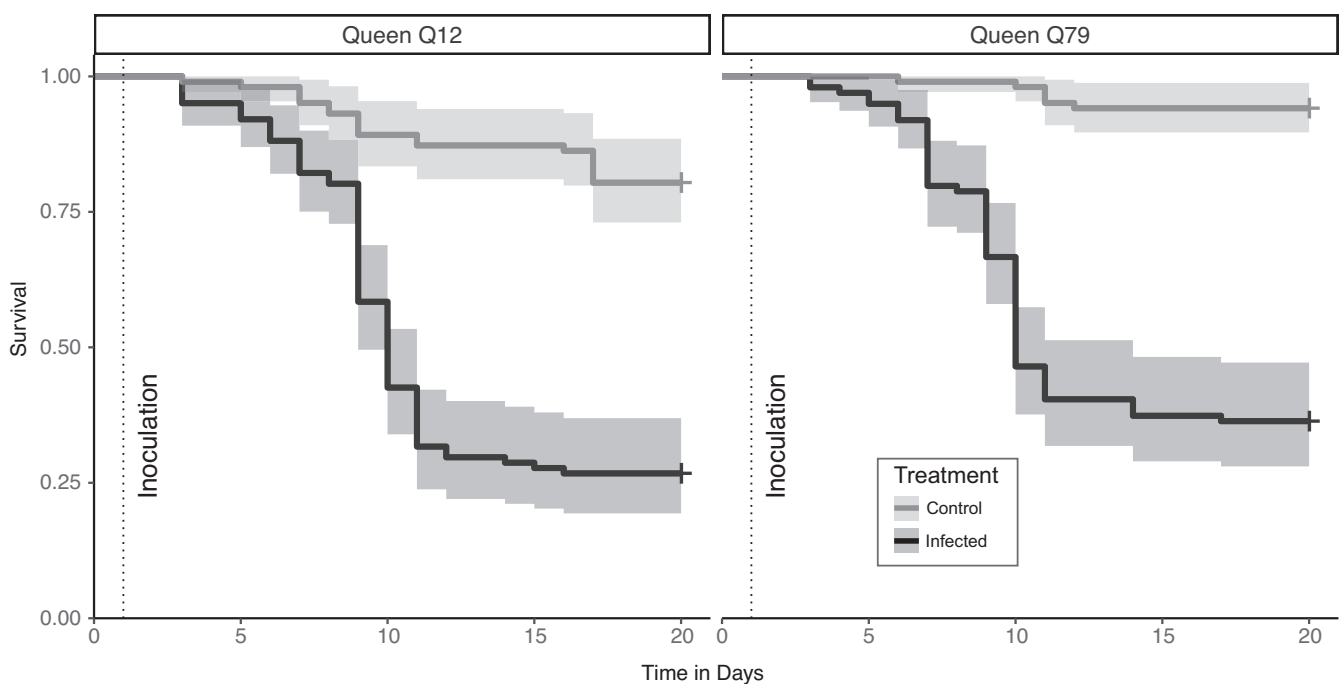 Queen Q12
Queen Q79
1.00
0.75
0.50
0.25
0.00
Survival
Inoculation
Inoculation
Treatment
Control
Infected
0 5 10 15 20
0 5 10 15 20
Time in Days